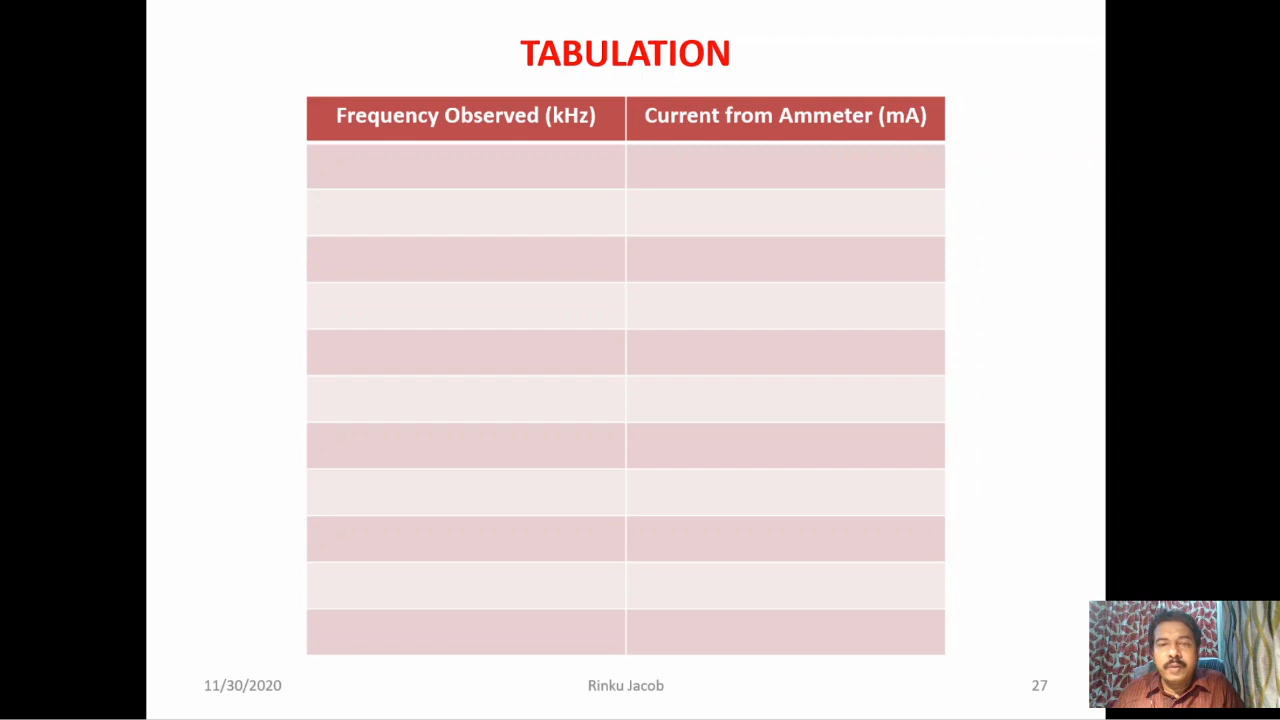 TABULATION
Frequency Observed (kHz) Current from Ammeter (mA)
11/30/2020 Rinku Jacob 27